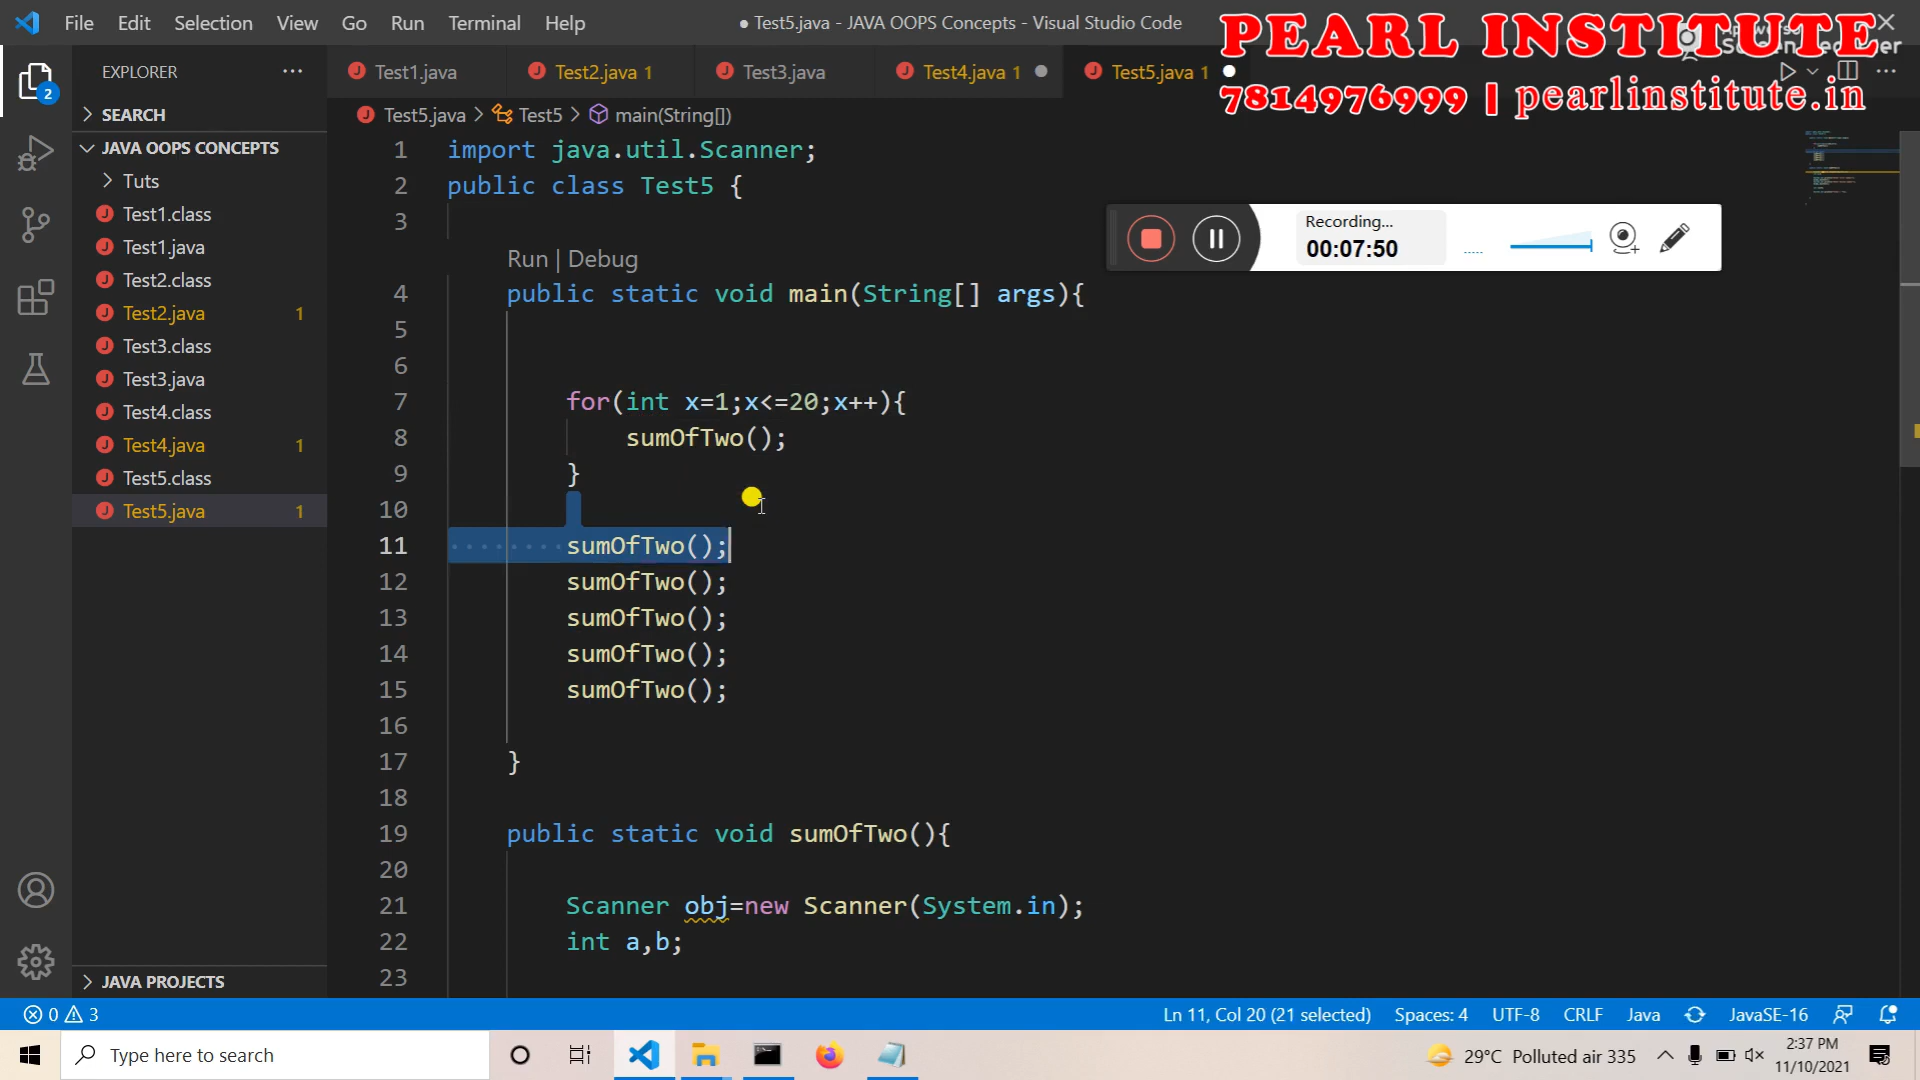 File Edit Selection View Go Run Terminal Help
● Test5.java - JAVA OOPS Concepts - Visual Studio Code
PEARL INSTITUTE
7814976999 | pearlinstitute.in
EXPLORER
Test1.java
Test2.java 1
Test3.java
Test4.java 1
Test5.java 1
SEARCH
JAVA OOPS CONCEPTS
Tuts
Test1.class
Test1.java
Test2.class
Test2.java 1
Test3.class
Test3.java
Test4.class
Test4.java 1
Test5.class
Test5.java 1
JAVA PROJECTS
2
Test5.java > Test5 > main(String[])
1 import java.util.Scanner;
2 public class Test5 {
3
Run | Debug
4 public static void main(String[] args){
5
6
7 for(int x=1;x<=20;x++){
8 sumOfTwo();
9 }
10
11 sumOfTwo();
12 sumOfTwo();
13 sumOfTwo();
14 sumOfTwo();
15 sumOfTwo();
16
17 }
18
19 public static void sumOfTwo(){
20
21 Scanner obj=new Scanner(System.in);
22 int a,b;
23
Recording...
00:07:50
0 3
Ln 11, Col 20 (21 selected) Spaces: 4 UTF-8 CRLF Java JavaSE-16
Type here to search
29°C Polluted air 335
2:37 PM
11/10/2021